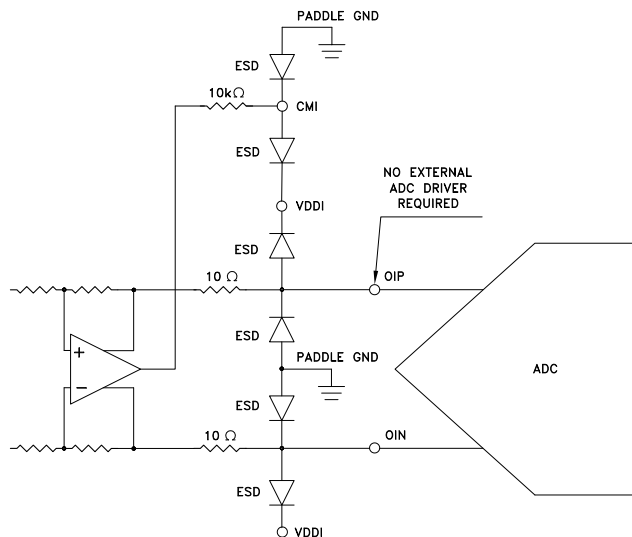 PADDLE GND
ESD
10kΩ
CMI
ESD
NO EXTERNAL
ADC DRIVER
REQUIRED
VDDI
ESD
10 Ω
OIP
ESD
PADDLE GND
+
ADC
−
ESD
10 Ω
OIN
ESD
VDDI